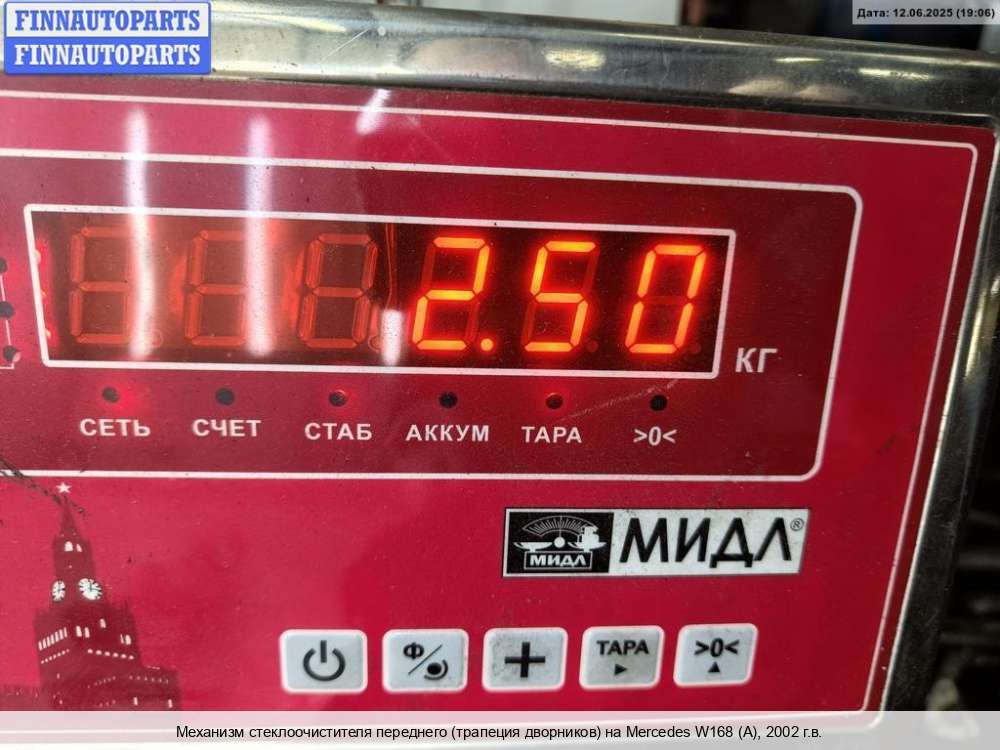 FINNAUTOPARTS
FINNAUTOPARTS
Дата: 12.06.2025 (19:06)
2.50
КГ
СЕТЬ СЧЕТ СТАБ АККУМ ТАРА >0<
МИДЛ МИДЛ®
Ф ТАРА >0<
Механизм стеклоочистителя переднего (трапеция дворников) на Mercedes W168 (A), 2002 г.в.